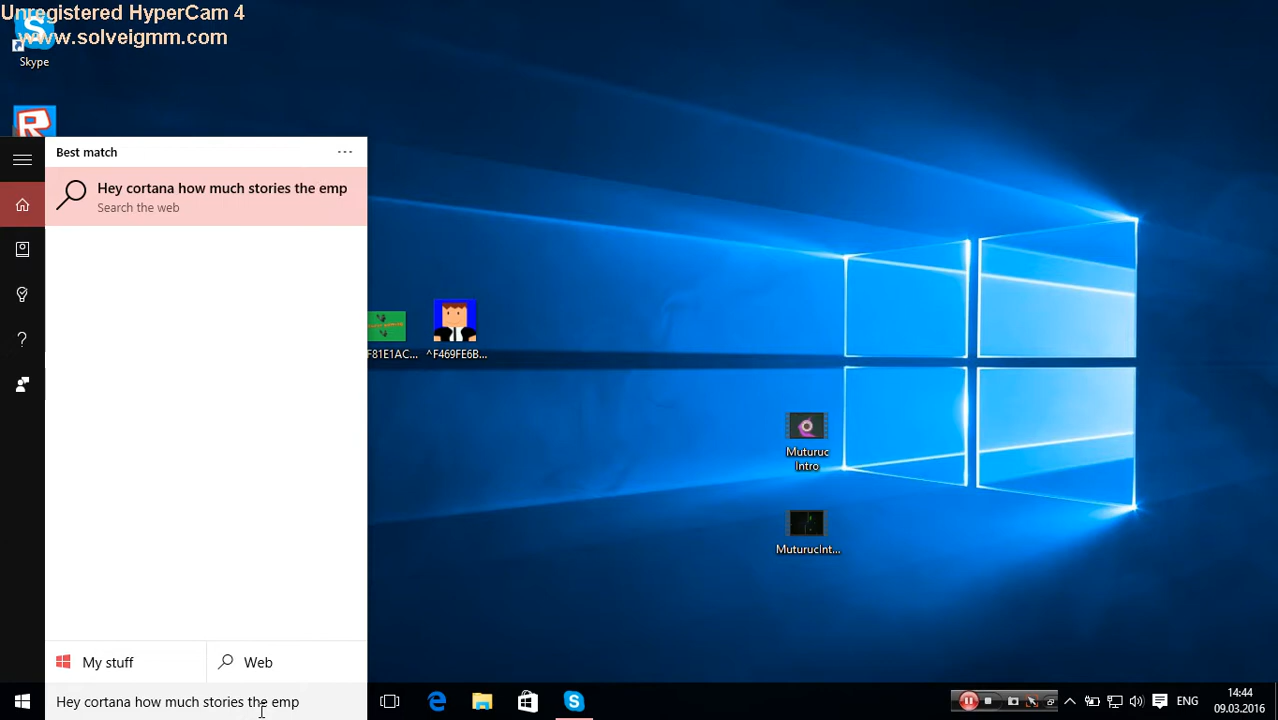 Unregistered HyperCam 4
www.solveigmm.com
Skype
Best match
Hey cortana how much stories the emp
Search the web
F81E1AC...
^F469FE6B...
Muturuc
Intro
MuturucInt...
My stuff
Web
Hey cortana how much stories the emp
ENG
14:44
09.03.2016